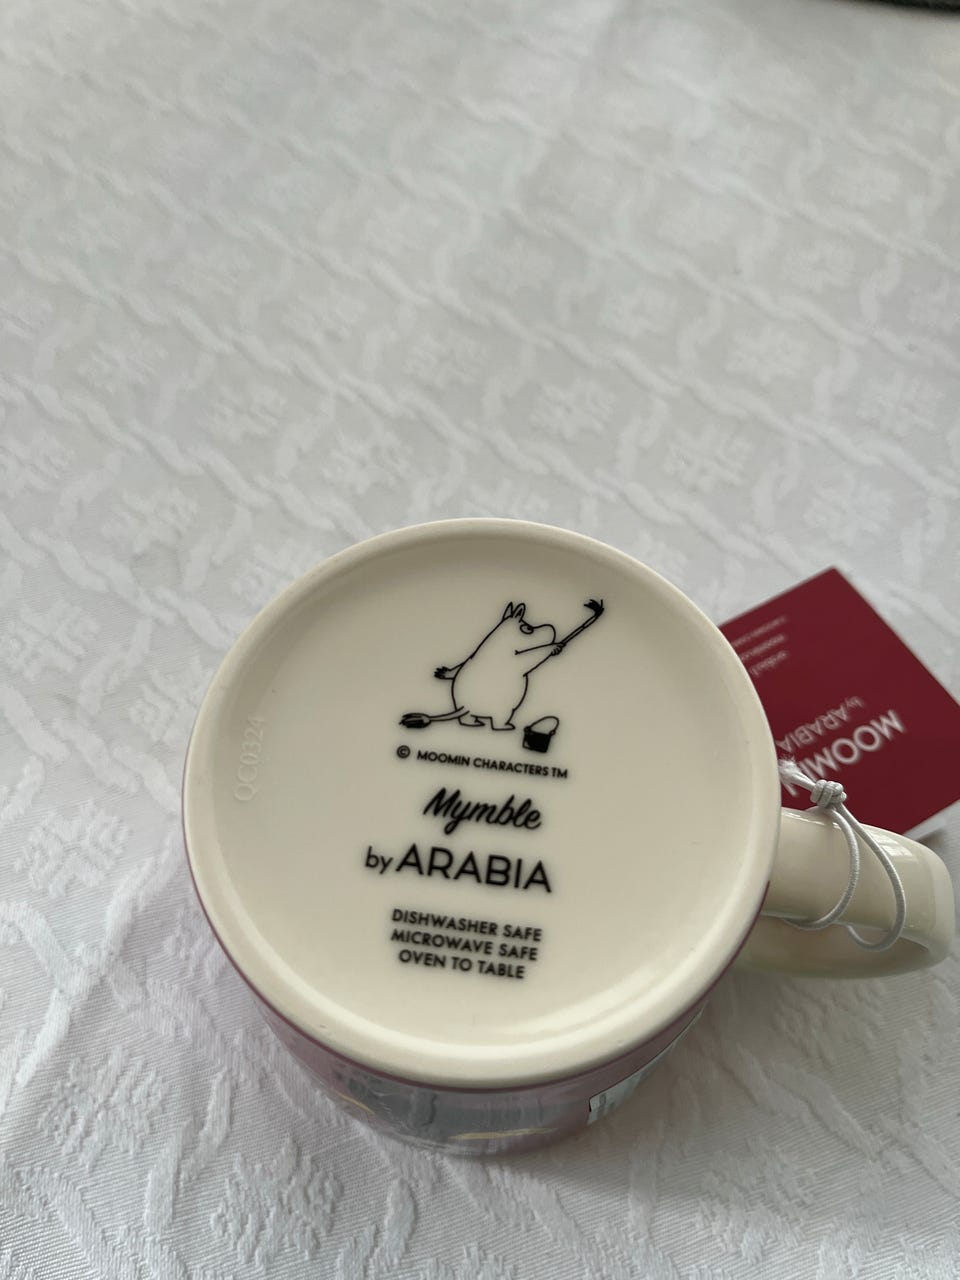 © MOOMIN CHARACTERS TM
Mymble
by ARABIA
DISHWASHER SAFE
MICROWAVE SAFE
OVEN TO TABLE
QC0324
MOOMIN
by ARABIA